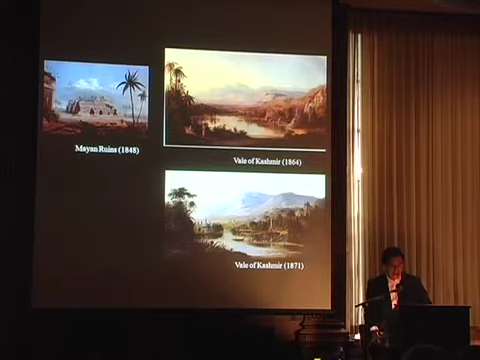 Mayan Ruins (1848)
Vale of Kashmir (1864)
Vale of Kashmir (1871)